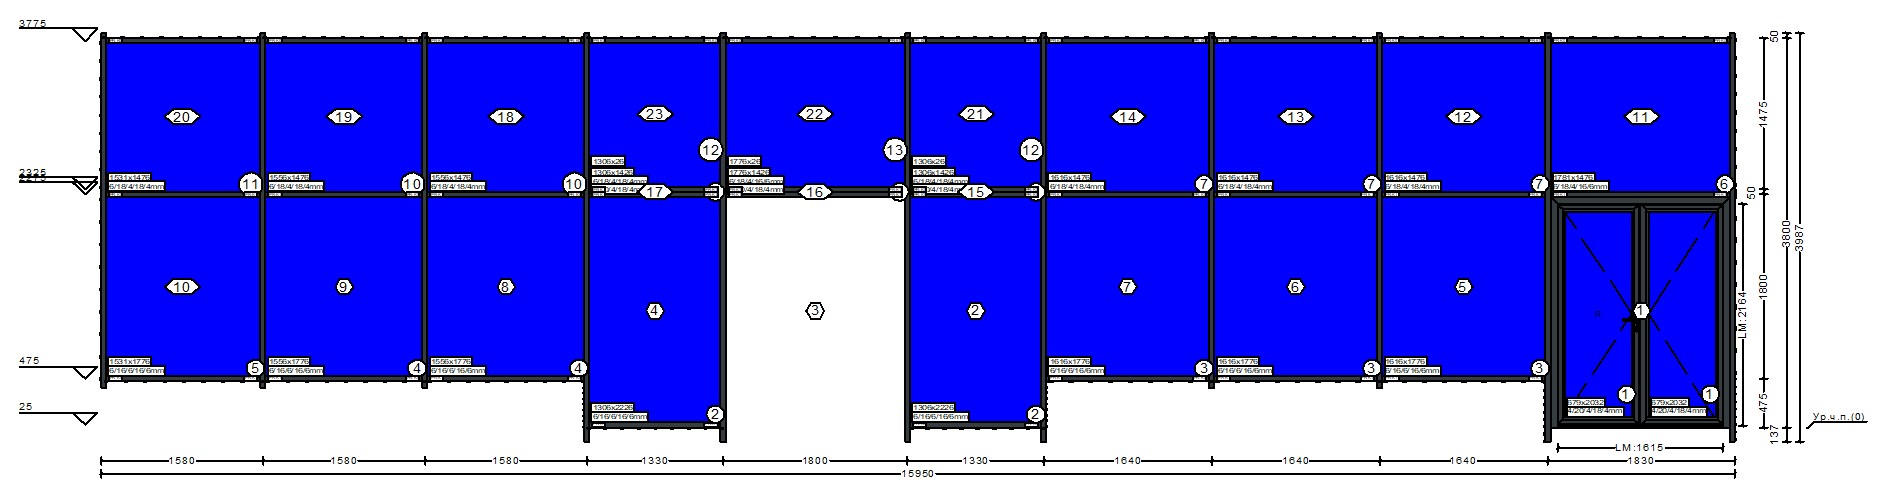 3775
50
20
19
18
23
22
21
14
13
12
11
1475
12
13
12
1306x26
1776x26
1306x26
1531x1476
6/18/4/18/4mm
11
1556x1476
6/18/4/18/4mm
10
1556x1476
6/18/4/18/4mm
10
1306x1426
6/18/4/18/4mm
1776x1426
6/18/4/16/6mm
1306x1426
6/18/4/18/4mm
1616x1476
6/18/4/18/4mm
7
1616x1476
6/18/4/18/4mm
7
1616x1476
6/18/4/18/4mm
7
1781x1476
6/18/4/16/6mm
6
2325
2275
17
16
15
50
3800
3987
10
9
8
4
3
2
7
6
5
1
1800
LM:2164
475
1531x1776
6/16/6/16/6mm
5
1556x1776
6/16/6/16/6mm
4
1556x1776
6/16/6/16/6mm
4
1616x1776
6/16/6/16/6mm
3
1616x1776
6/16/6/16/6mm
3
1616x1776
6/16/6/16/6mm
3
25
1306x2226
6/16/6/16/6mm
2
1306x2226
6/16/6/16/6mm
2
679x2032
4/20/4/18/4mm
1
679x2032
4/20/4/18/4mm
1
475
137
Ур.ч.п.(0)
LM:1615
1580
1580
1580
1330
1800
1330
1640
1640
1640
1830
15950